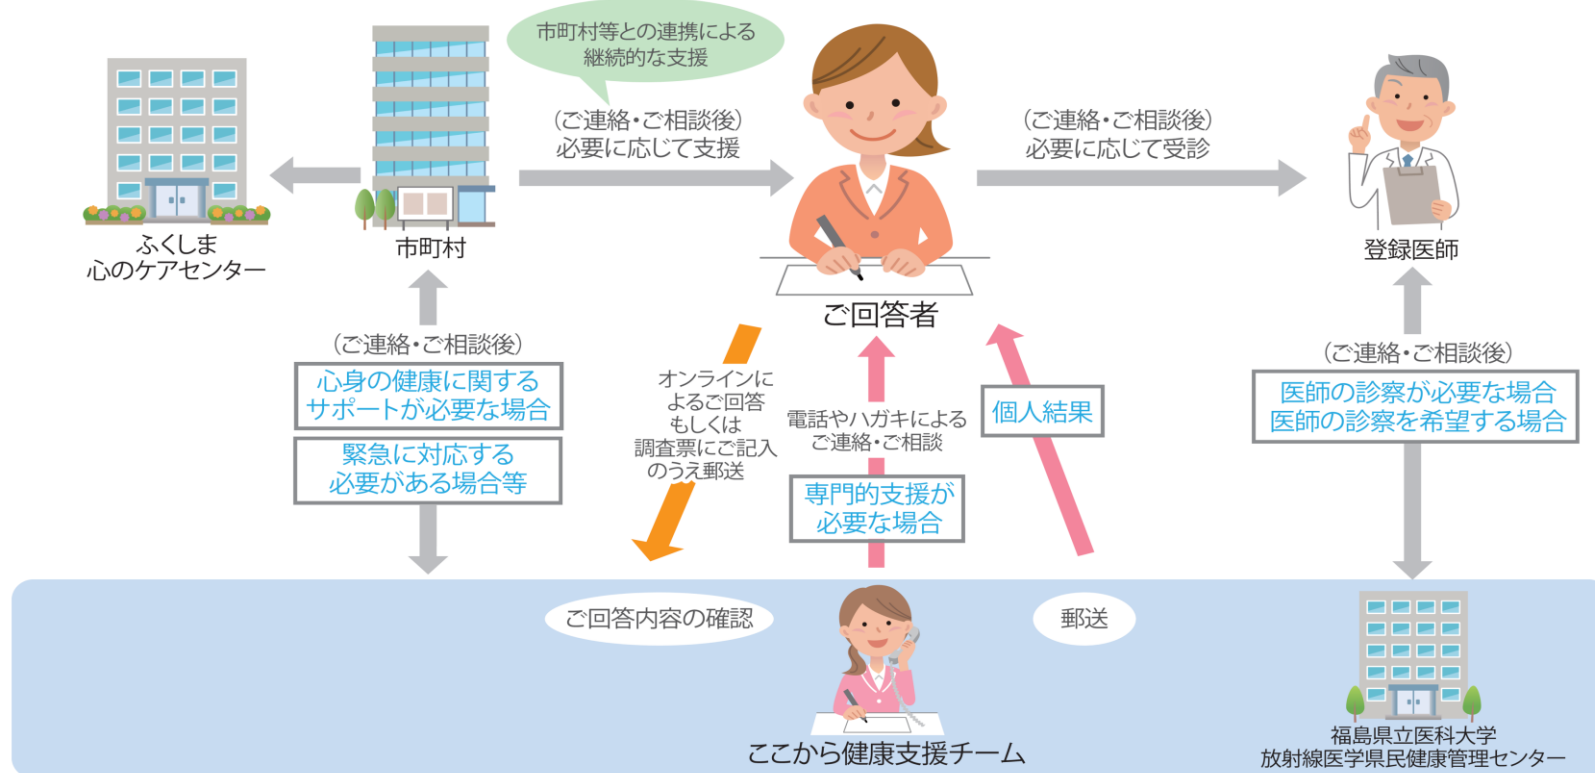 市町村等との連携による
継続的な支援
(ご連絡・ご相談後)
必要に応じて支援
(ご連絡・ご相談後)
必要に応じて受診
ふくしま
心のケアセンター
市町村
ご回答者
登録医師
(ご連絡・ご相談後)
心身の健康に関する
サポートが必要な場合
緊急に対応する
必要がある場合等
オンラインに
よるご回答
もしくは
調査票にご記入
のうえ郵送
電話やハガキによる
ご連絡・ご相談
専門的支援が
必要な場合
個人結果
(ご連絡・ご相談後)
医師の診察が必要な場合
医師の診察を希望する場合
ご回答内容の確認
郵送
ここから健康支援チーム
福島県立医科大学
放射線医学県民健康管理センター